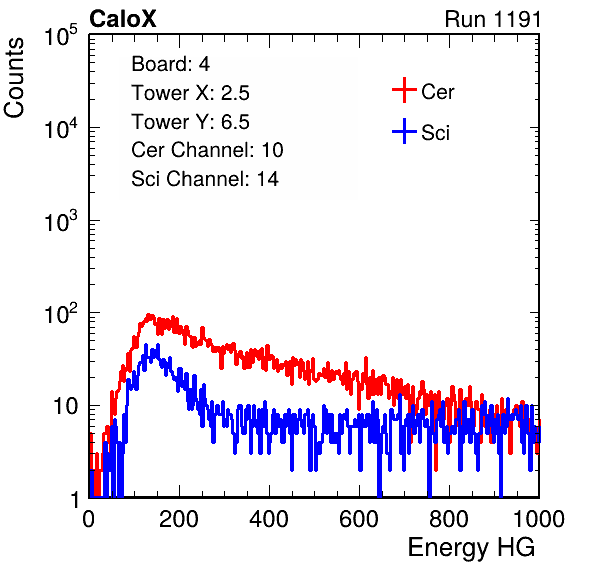 CaloX Run 1191
Counts
10^5
10^4
10^3
10^2
10
1
Board: 4
Tower X: 2.5
Tower Y: 6.5
Cer Channel: 10
Sci Channel: 14
Cer
Sci
0 200 400 600 800 1000
Energy HG